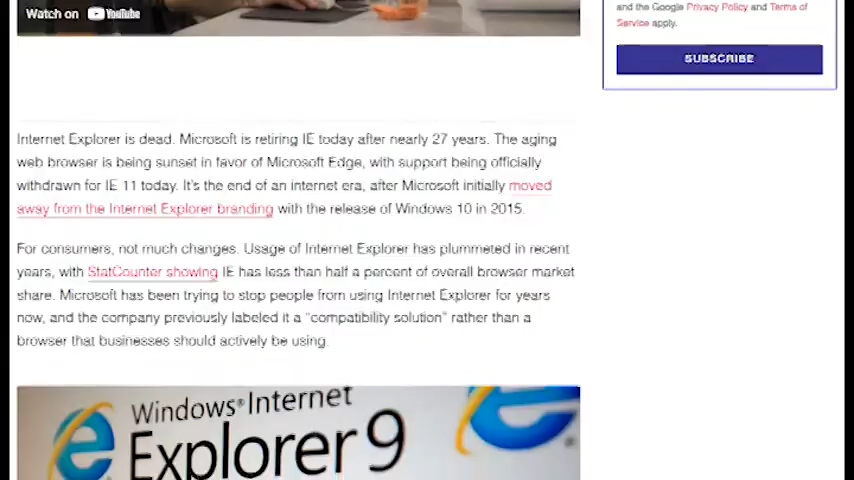 Watch on YouTube
and the Google Privacy Policy and Terms of
Service apply.
SUBSCRIBE
Internet Explorer is dead. Microsoft is retiring IE today after nearly 27 years. The aging
web browser is being sunset in favor of Microsoft Edge, with support being officially
withdrawn for IE 11 today. It's the end of an internet era, after Microsoft initially moved
away from the Internet Explorer branding with the release of Windows 10 in 2015.
For consumers, not much changes. Usage of Internet Explorer has plummeted in recent
years, with StatCounter showing IE has less than half a percent of overall browser market
share. Microsoft has been trying to stop people from using Internet Explorer for years
now, and the company previously labeled it a “compatibility solution” rather than a
browser that businesses should actively be using.
Windows® Internet
Explorer 9